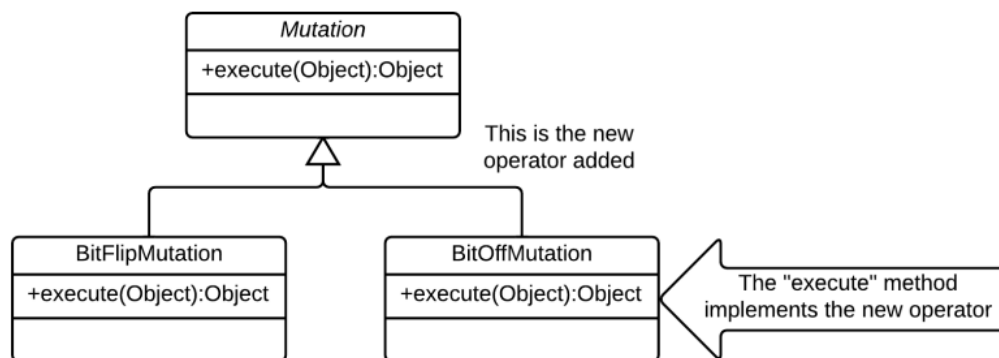 Mutation
+execute(Object):Object
This is the new
operator added
BitFlipMutation
+execute(Object):Object
BitOffMutation
+execute(Object):Object
The "execute" method
implements the new operator